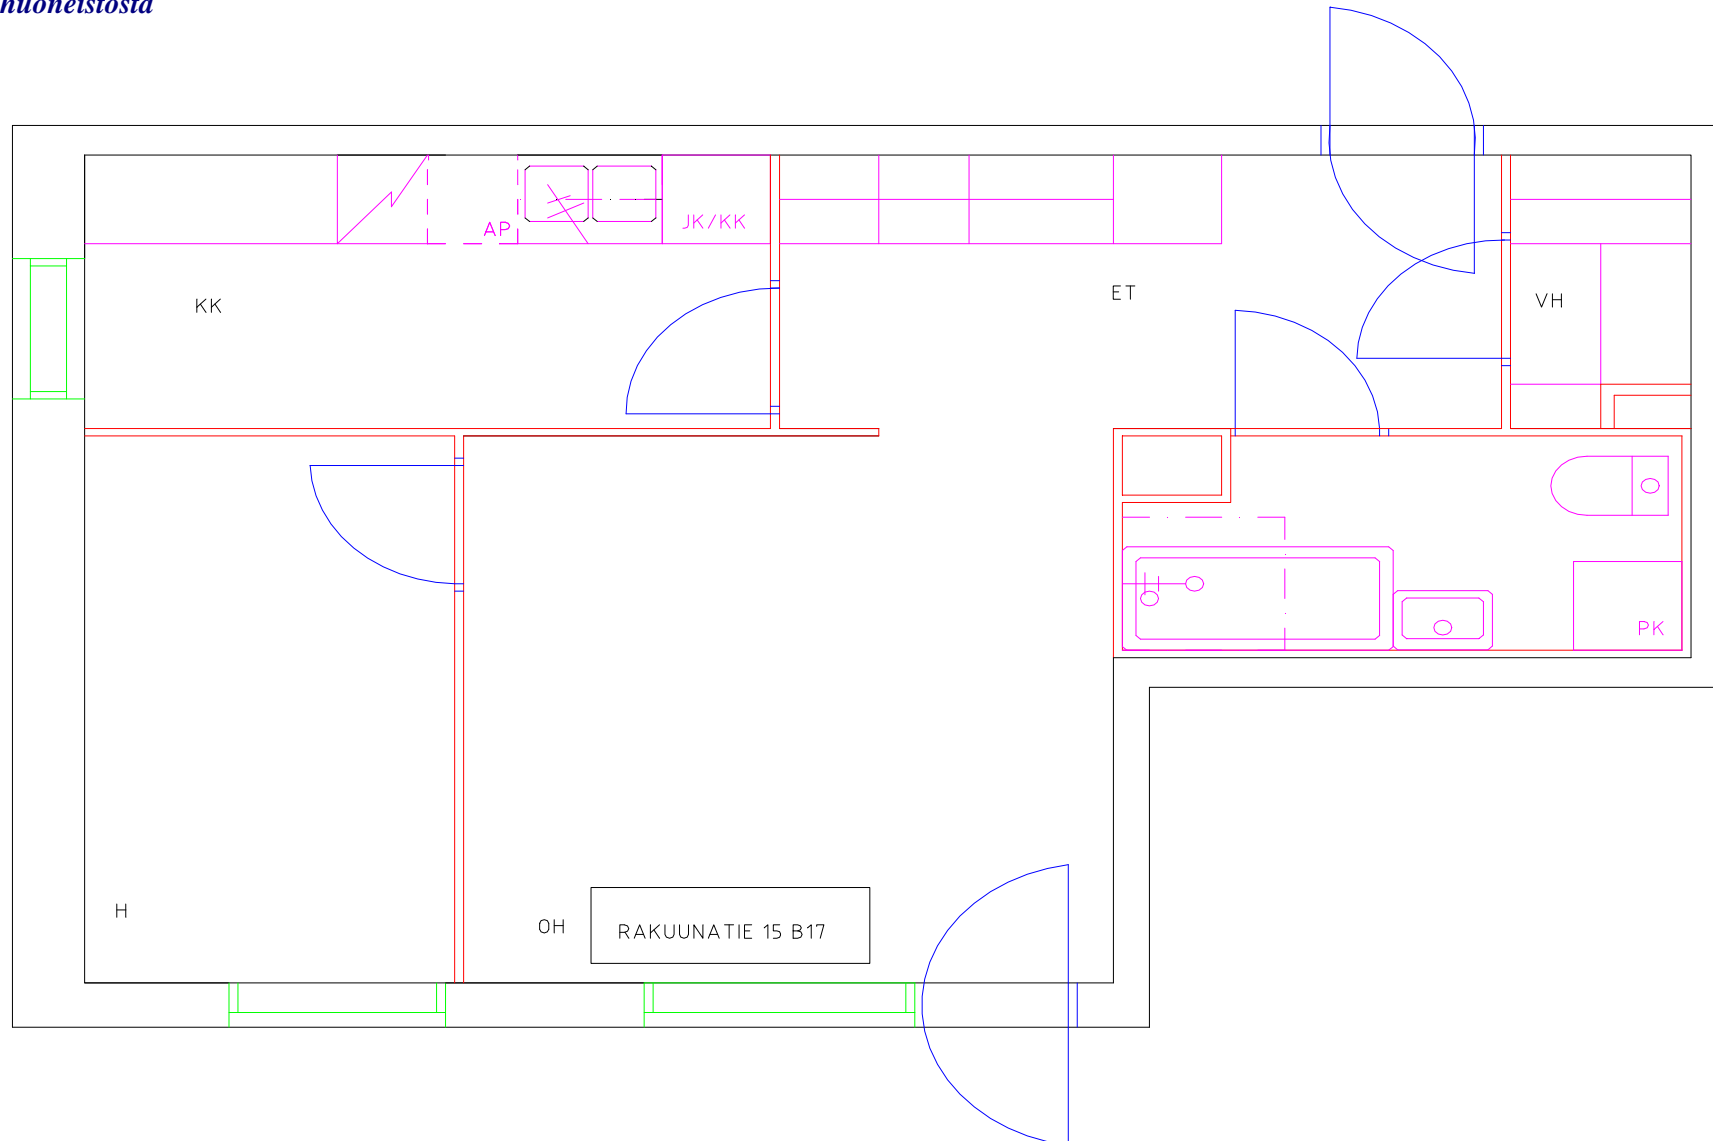 huoneistosta
AP
JK/KK
KK
ET
VH
PK
H
OH
RAKUUNATIE 15 B17